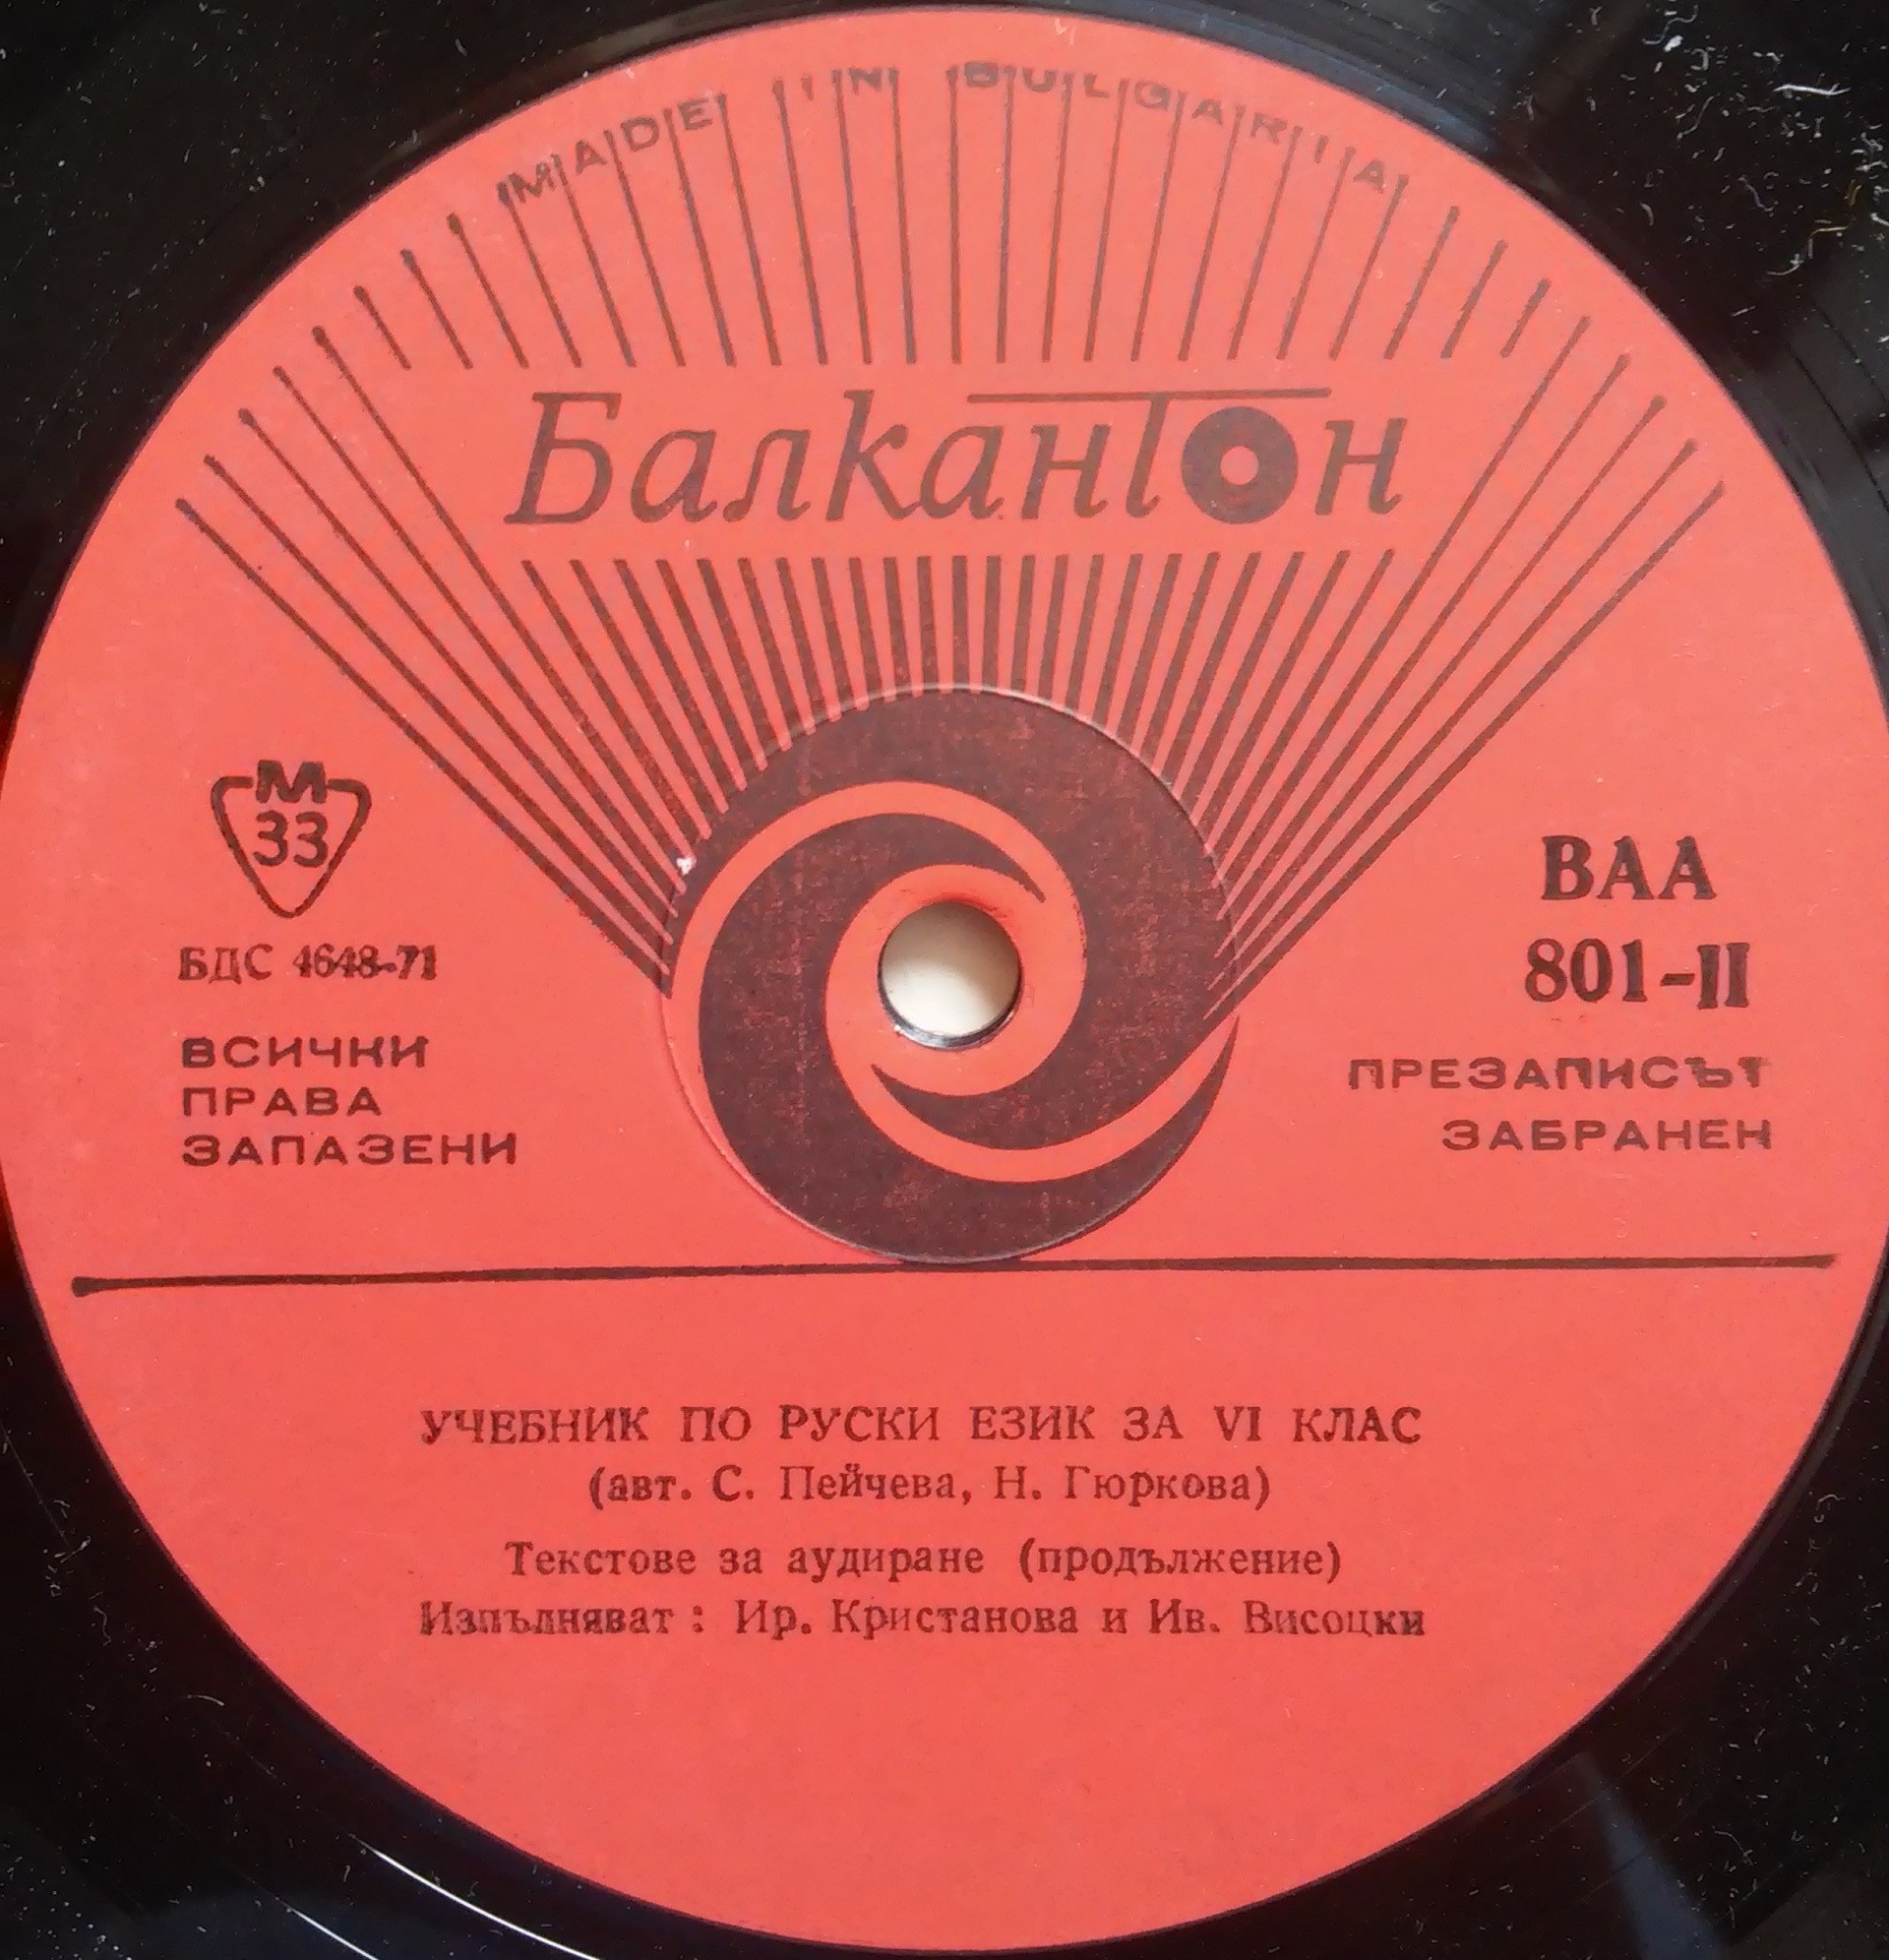 MADE IN BULGARIA
Балкантон
М
33
БДС 4648-71
ВСИЧКИ
ПРАВА
ЗАПАЗЕНИ
ВАА
801-II
ПРЕЗАПИСЪТ
ЗАБРАНЕН
УЧЕБНИК ПО РУСКИ ЕЗИК ЗА VI КЛАС
(авт. С. Пейчева, Н. Гюркова)
Текстове за аудиране (продължение)
Изпълняват : Ир. Кристанова и Ив. Висоцки